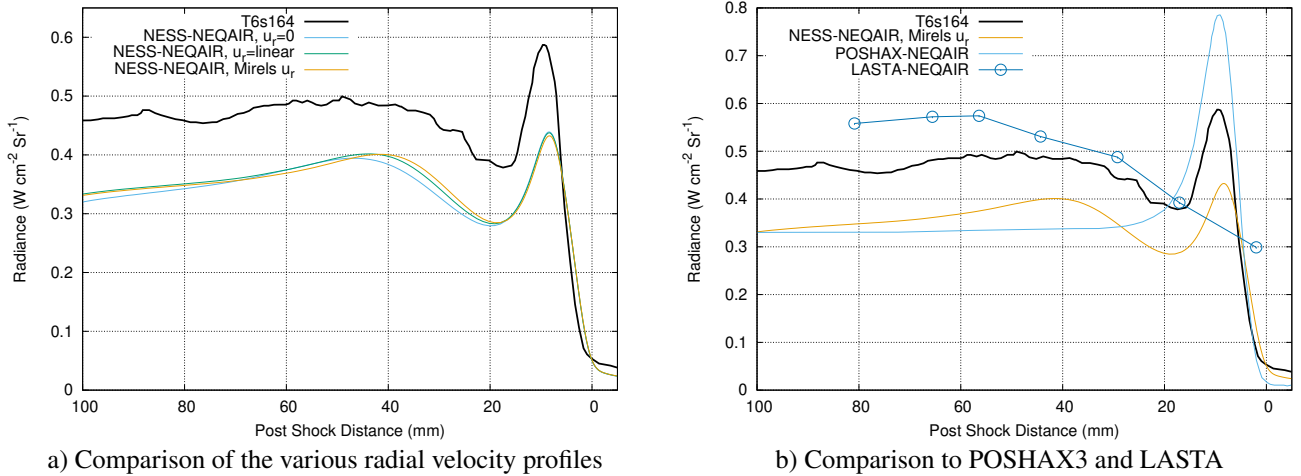 T6s164
NESS-NEQAIR, u_r=0
NESS-NEQAIR, u_r=linear
NESS-NEQAIR, Mirels u_r
0.6
0.5
0.4
0.3
0.2
0.1
0
Radiance (W cm-2 Sr-1)
100 80 60 40 20 0
Post Shock Distance (mm)
a) Comparison of the various radial velocity profiles
T6s164
NESS-NEQAIR, Mirels u_r
POSHAX-NEQAIR
LASTA-NEQAIR
0.8
0.7
0.6
0.5
0.4
0.3
0.2
0.1
0
Radiance (W cm-2 Sr-1)
100 80 60 40 20 0
Post Shock Distance (mm)
b) Comparison to POSHAX3 and LASTA